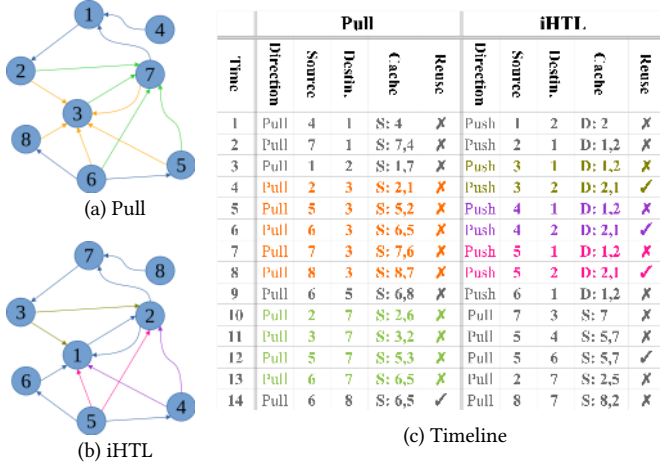 1
4
2
7
3
8
6
5
(a) Pull
7
8
3
2
1
6
5
4
(b) iHTL
Pull iHTL
Time Direction Source Destin. Cache Reuse Direction Source Destin. Cache Reuse
1 Pull 4 1 S: 4 ✗ Push 1 2 D: 2 ✗
2 Pull 7 1 S: 7,4 ✗ Push 2 1 D: 1,2 ✗
3 Pull 1 2 S: 1,7 ✗ Push 3 1 D: 1,2 ✗
4 Pull 2 3 S: 2,1 ✗ Push 3 2 D: 2,1 ✓
5 Pull 5 3 S: 5,2 ✗ Push 4 1 D: 1,2 ✗
6 Pull 6 3 S: 6,5 ✗ Push 4 2 D: 2,1 ✓
7 Pull 7 3 S: 7,6 ✗ Push 5 1 D: 1,2 ✗
8 Pull 8 3 S: 8,7 ✗ Push 5 2 D: 2,1 ✓
9 Pull 6 5 S: 6,8 ✗ Push 6 1 D: 1,2 ✗
10 Pull 2 7 S: 2,6 ✗ Pull 7 3 S: 7 ✗
11 Pull 3 7 S: 3,2 ✗ Pull 5 4 S: 5,7 ✗
12 Pull 5 7 S: 5,3 ✗ Pull 5 6 S: 5,7 ✓
13 Pull 6 7 S: 6,5 ✗ Pull 2 7 S: 2,5 ✗
14 Pull 6 8 S: 6,5 ✓ Pull 8 7 S: 8,2 ✗
(c) Timeline